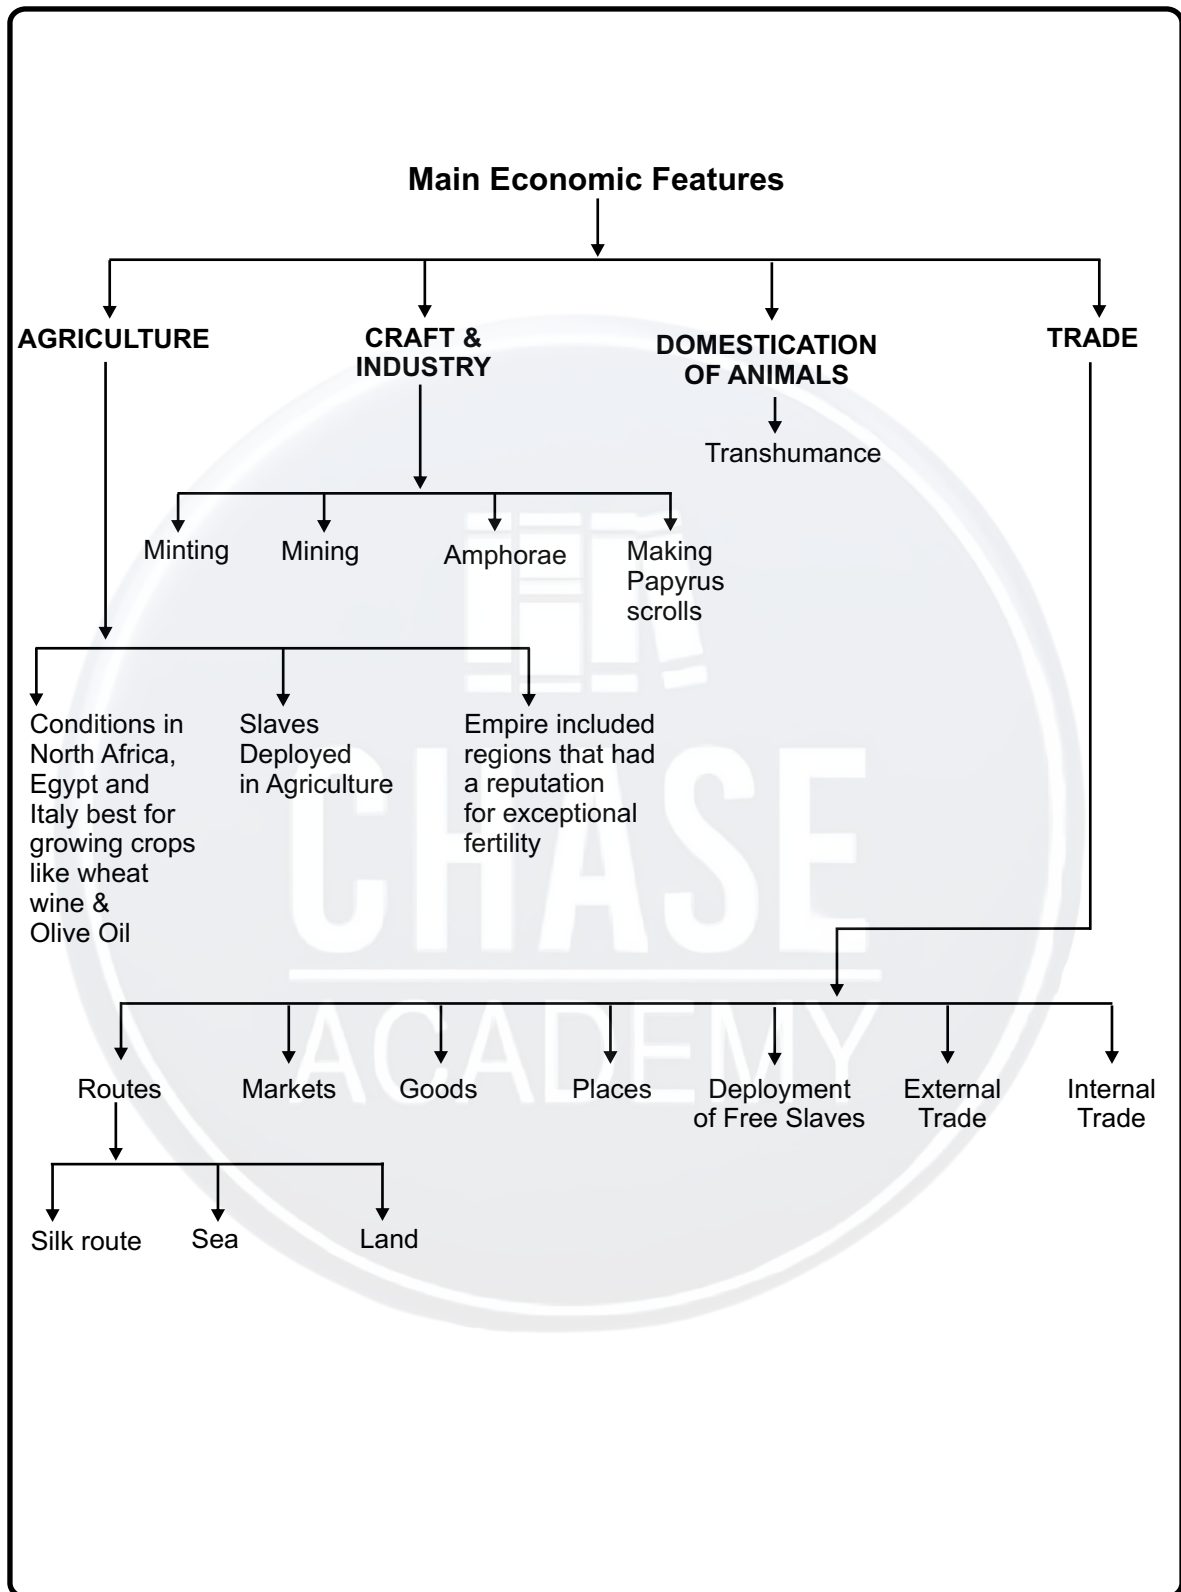 Main Economic Features
AGRICULTURE
CRAFT &
INDUSTRY
DOMESTICATION
OF ANIMALS
TRADE
Transhumance
Minting
Mining
Amphorae
Making
Papyrus
scrolls
Conditions in
North Africa,
Egypt and
Italy best for
growing crops
like wheat
wine &
Olive Oil
Slaves
Deployed
in Agriculture
Empire included
regions that had
a reputation
for exceptional
fertility
CHASE
ACADEMY
Routes
Markets
Goods
Places
Deployment
of Free Slaves
External
Trade
Internal
Trade
Silk route
Sea
Land